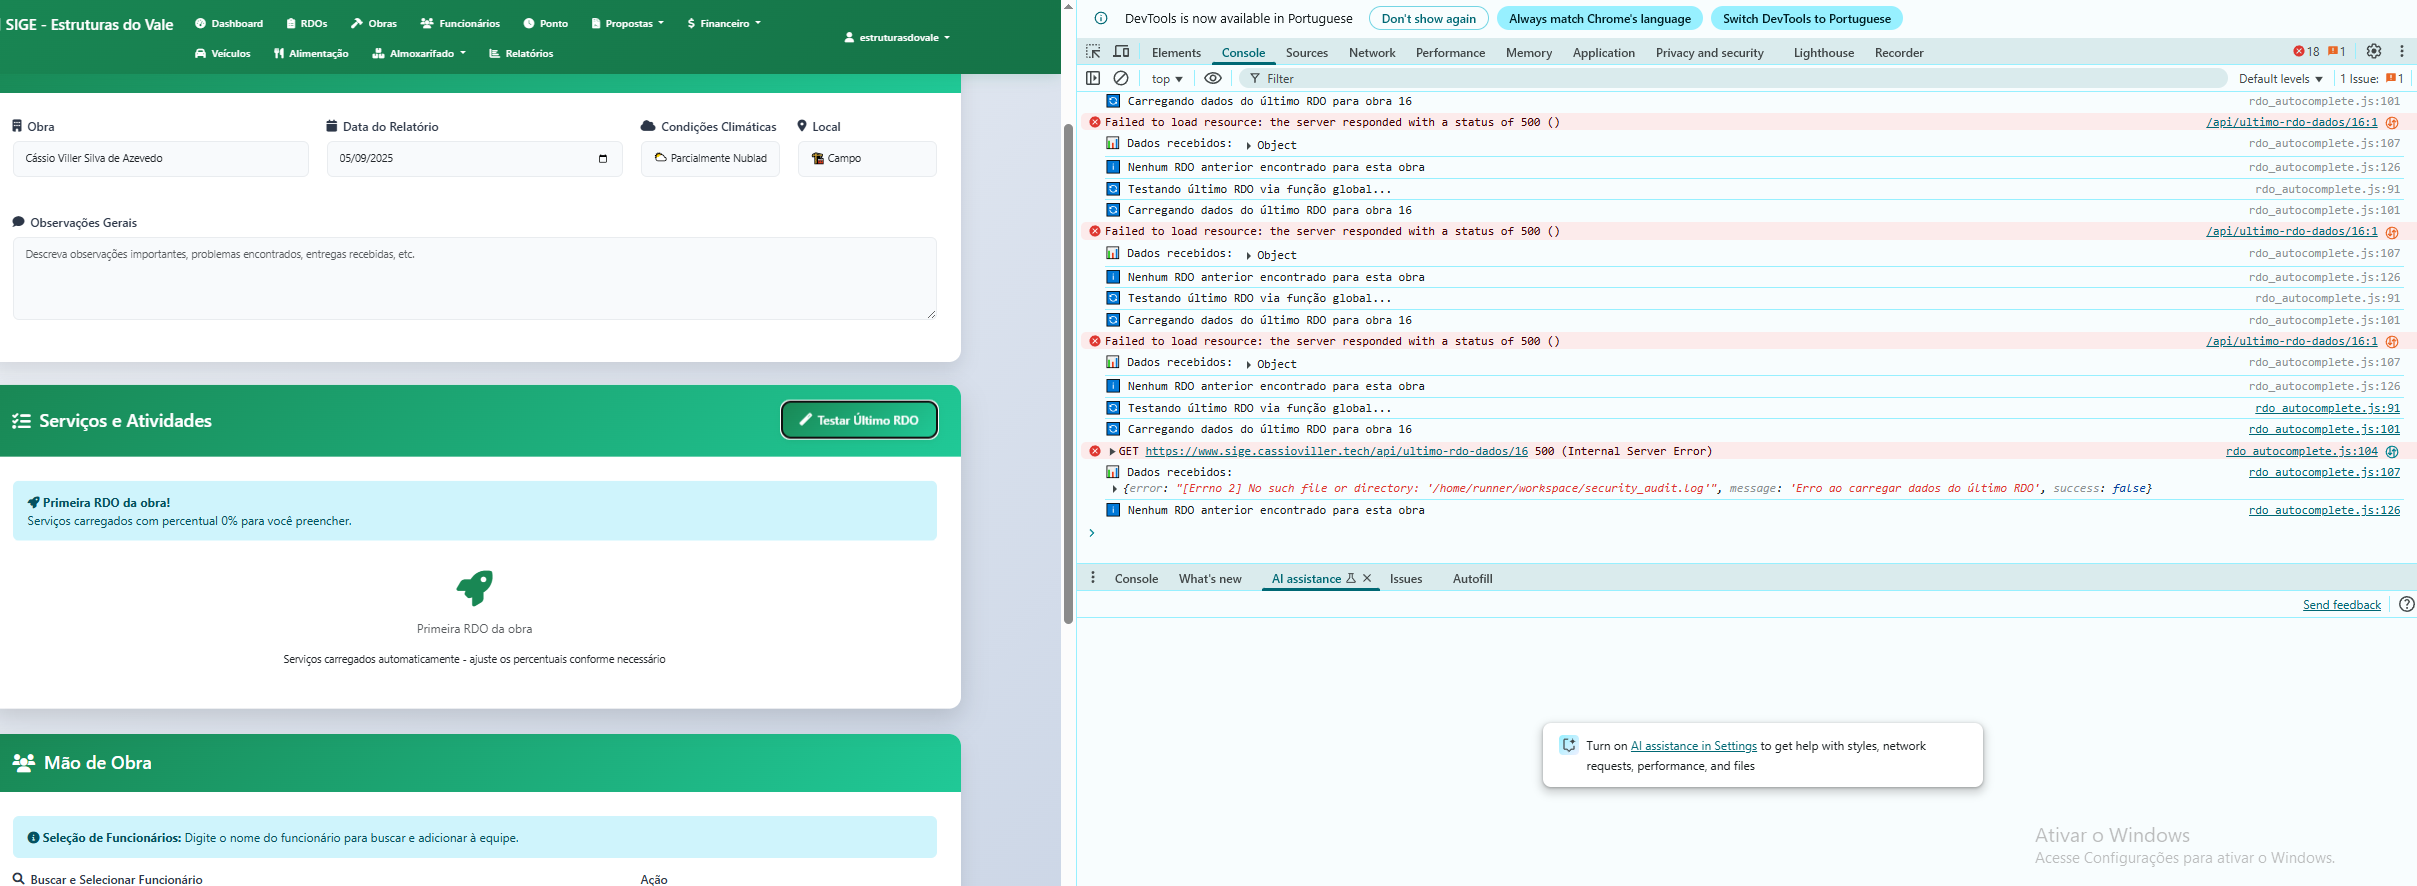 SIGE - Estruturas do Vale
Dashboard RDOs Obras Funcionários Ponto Propostas $ Financeiro
Veículos Alimentação Almoxarifado Relatórios
estruturasdovale
Obra
Cássio Viller Silva de Azevedo
Data do Relatório
05/09/2025
Condições Climáticas
Parcialmente Nublad
Local
Campo
Observações Gerais
Descreva observações importantes, problemas encontrados, entregas recebidas, etc.
Serviços e Atividades
Testar Último RDO
Primeira RDO da obra!
Serviços carregados com percentual 0% para você preencher.
Primeira RDO da obra
Serviços carregados automaticamente - ajuste os percentuais conforme necessário
Mão de Obra
Seleção de Funcionários: Digite o nome do funcionário para buscar e adicionar à equipe.
Buscar e Selecionar Funcionário
Ação
DevTools is now available in Portuguese Don't show again Always match Chrome's language Switch DevTools to Portuguese
Elements Console Sources Network Performance Memory Application Privacy and security Lighthouse Recorder 18 1
top Filter Default levels 1 Issue: 1
Carregando dados do último RDO para obra 16 rdo_autocomplete.js:101
Failed to load resource: the server responded with a status of 500 () /api/ultimo-rdo-dados/16:1
Dados recebidos: Object rdo_autocomplete.js:107
Nenhum RDO anterior encontrado para esta obra rdo_autocomplete.js:126
Testando último RDO via função global... rdo_autocomplete.js:91
Carregando dados do último RDO para obra 16 rdo_autocomplete.js:101
Failed to load resource: the server responded with a status of 500 () /api/ultimo-rdo-dados/16:1
Dados recebidos: Object rdo_autocomplete.js:107
Nenhum RDO anterior encontrado para esta obra rdo_autocomplete.js:126
Testando último RDO via função global... rdo_autocomplete.js:91
Carregando dados do último RDO para obra 16 rdo_autocomplete.js:101
Failed to load resource: the server responded with a status of 500 () /api/ultimo-rdo-dados/16:1
Dados recebidos: Object rdo_autocomplete.js:107
Nenhum RDO anterior encontrado para esta obra rdo_autocomplete.js:126
Testando último RDO via função global... rdo_autocomplete.js:91
Carregando dados do último RDO para obra 16 rdo_autocomplete.js:101
GET https://www.sige.cassioviller.tech/api/ultimo-rdo-dados/16 500 (Internal Server Error) rdo_autocomplete.js:104
Dados recebidos: rdo_autocomplete.js:107
{error: "[Errno 2] No such file or directory: '/home/runner/workspace/security_audit.log'", message: 'Erro ao carregar dados do último RDO', success: false}
Nenhum RDO anterior encontrado para esta obra rdo_autocomplete.js:126
Console What's new AI assistance Issues Autofill
Send feedback
Turn on AI assistance in Settings to get help with styles, network
requests, performance, and files
Ativar o Windows
Acesse Configurações para ativar o Windows.